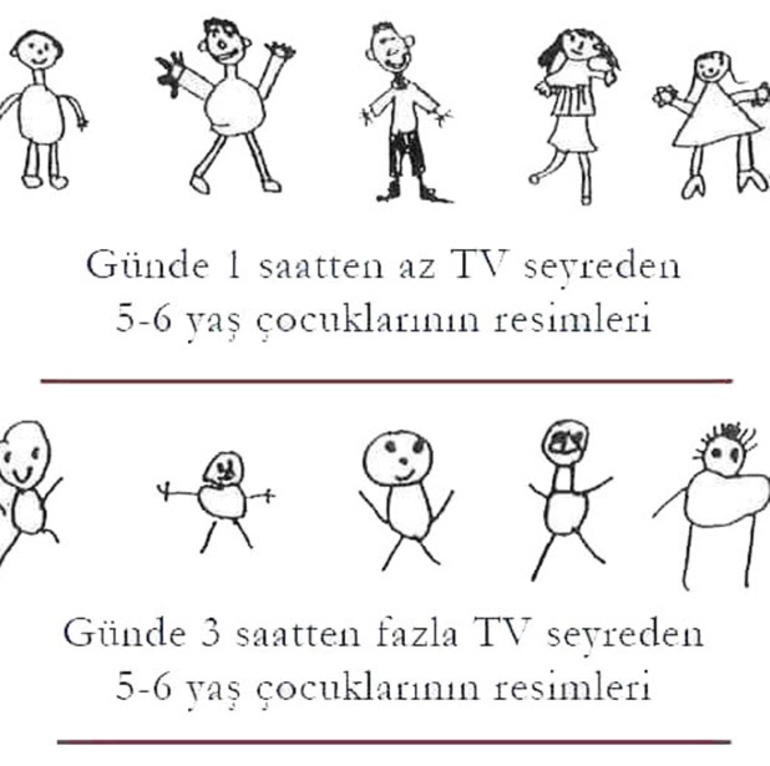 Günde 1 saatten az TV seyreden
5-6 yaş çocuklarının resimleri
Günde 3 saatten fazla TV seyreden
5-6 yaş çocuklarının resimleri